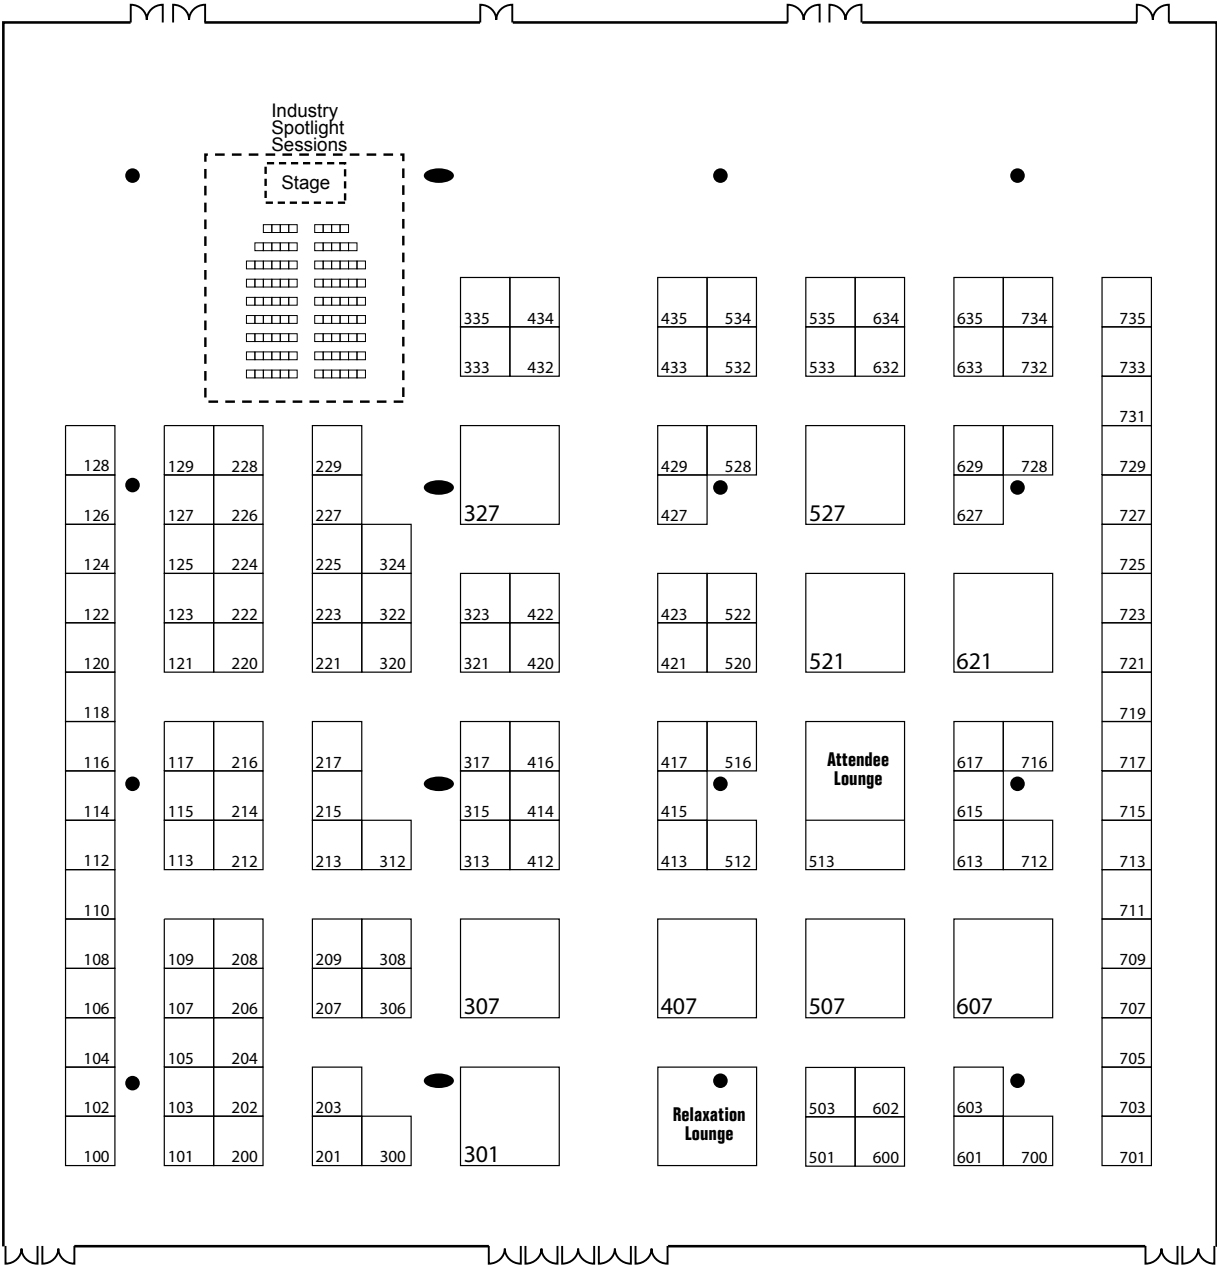 Industry
Spotlight
Sessions
Stage
335 434 435 534 535 634 635 734 735
333 432 433 532 533 632 633 732 733
731
128 129 228 229 429 528 629 728 729
126 127 226 227 327 427 527 627 727
124 125 224 225 324 725
122 123 222 223 322 323 422 423 522 723
120 121 220 221 320 321 420 421 520 521 621 721
118 719
116 117 216 217 317 416 417 516 Attendee 617 716 717
Lounge
114 115 214 215 315 414 415 615 715
112 113 212 213 312 313 412 413 512 513 613 712 713
110 711
108 109 208 209 308 709
106 107 206 207 306 307 407 507 607 707
104 105 204 705
102 103 202 203 Relaxation 503 602 603 703
Lounge
100 101 200 201 300 301 501 600 601 700 701